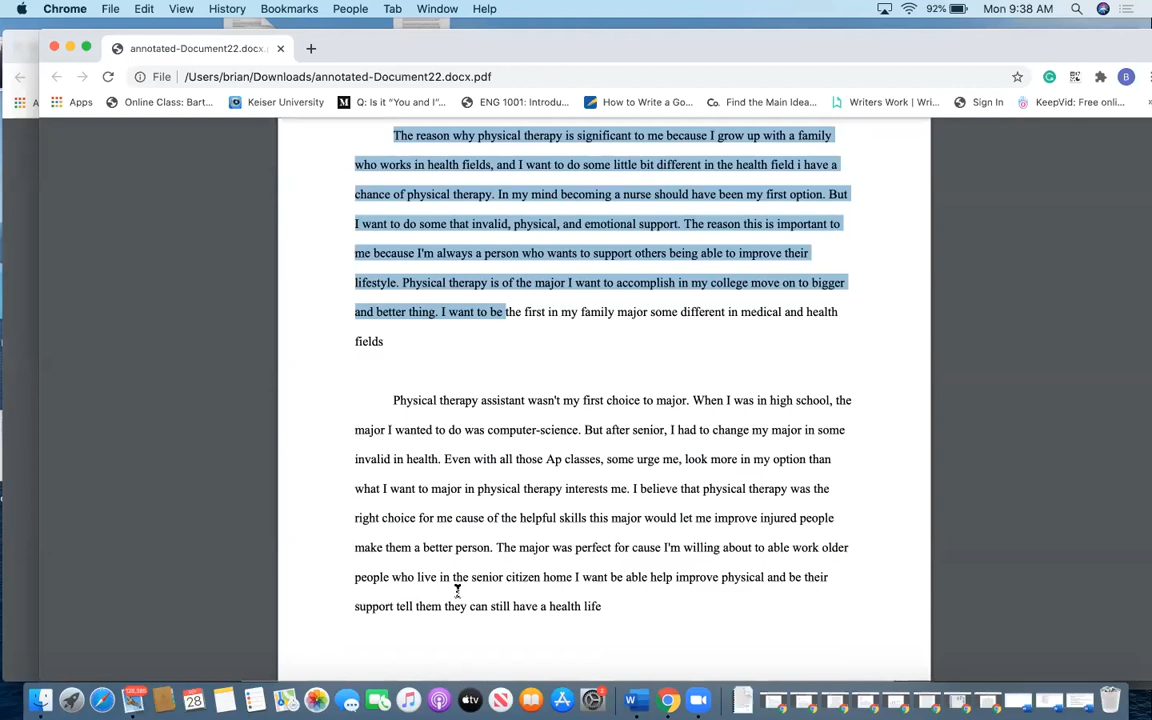 Chrome File Edit View History Bookmarks People Tab Window Help 92% Mon 9:38 AM
annotated-Document22.docx.
File /Users/brian/Downloads/annotated-Document22.docx.pdf B
A Apps Online Class: Bart... Keiser University Q: Is it “You and I”... ENG 1001: Introdu... How to Write a Go... Co. Find the Main Idea... Writers Work | Wri... Sign In KeepVid: Free onli...
The reason why physical therapy is significant to me because I grow up with a family
who works in health fields, and I want to do some little bit different in the health field i have a
chance of physical therapy. In my mind becoming a nurse should have been my first option. But
I want to do some that invalid, physical, and emotional support. The reason this is important to
me because I'm always a person who wants to support others being able to improve their
lifestyle. Physical therapy is of the major I want to accomplish in my college move on to bigger
and better thing. I want to be the first in my family major some different in medical and health
fields
Physical therapy assistant wasn't my first choice to major. When I was in high school, the
major I wanted to do was computer-science. But after senior, I had to change my major in some
invalid in health. Even with all those Ap classes, some urge me, look more in my option than
what I want to major in physical therapy interests me. I believe that physical therapy was the
right choice for me cause of the helpful skills this major would let me improve injured people
make them a better person. The major was perfect for cause I'm willing about to able work older
people who live in the senior citizen home I want be able help improve physical and be their
support tell them they can still have a health life